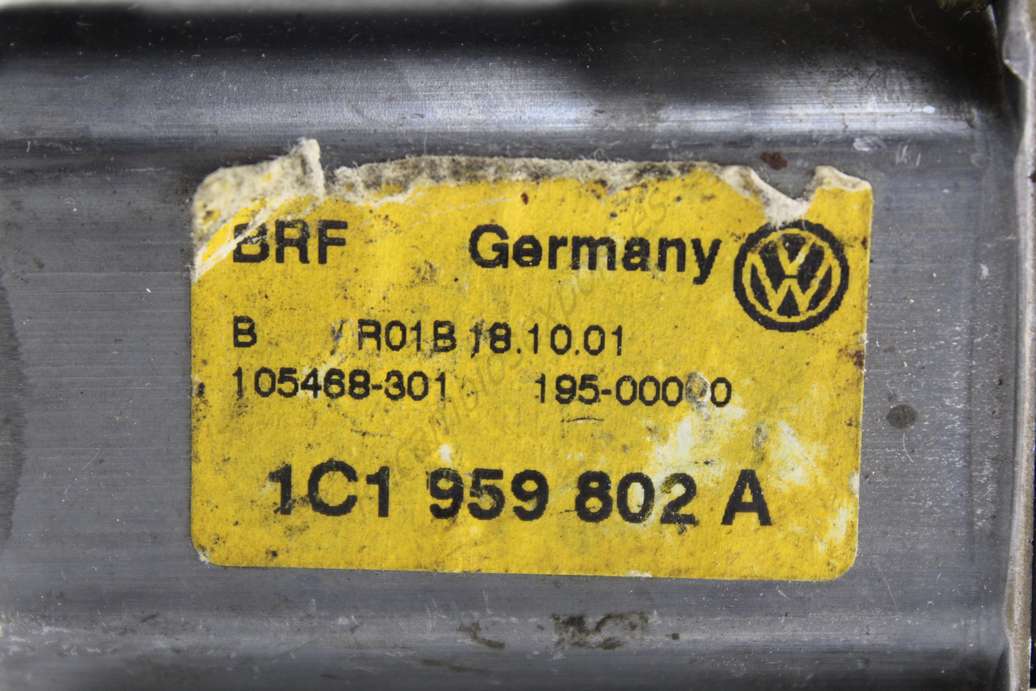 BRF Germany
B R01B 18.10.01
105468-301 195-00000
1C1 959 802 A